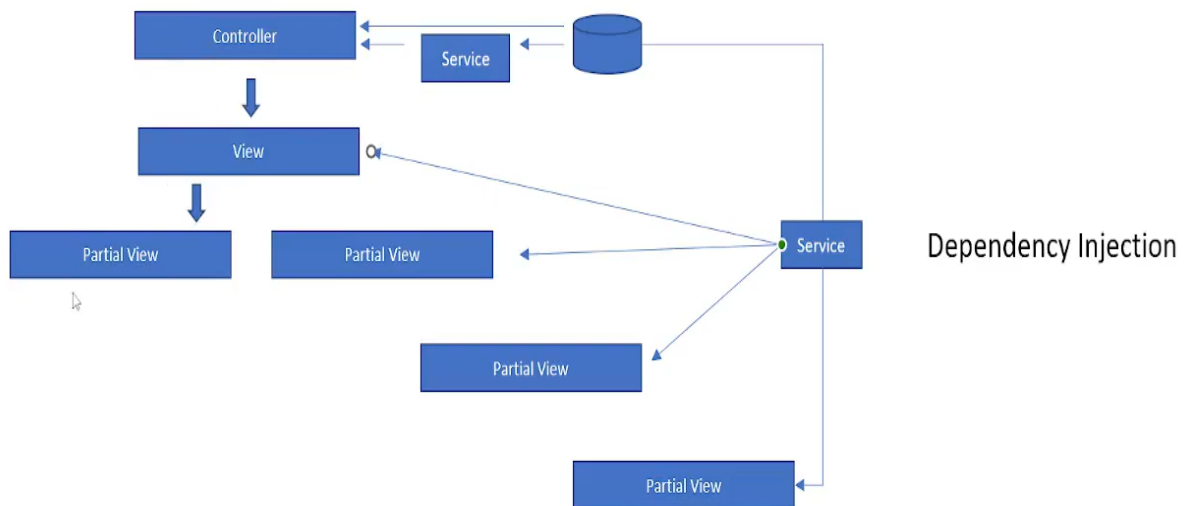 Controller
Service
View
Partial View
Partial View
Service
Dependency Injection
Partial View
Partial View